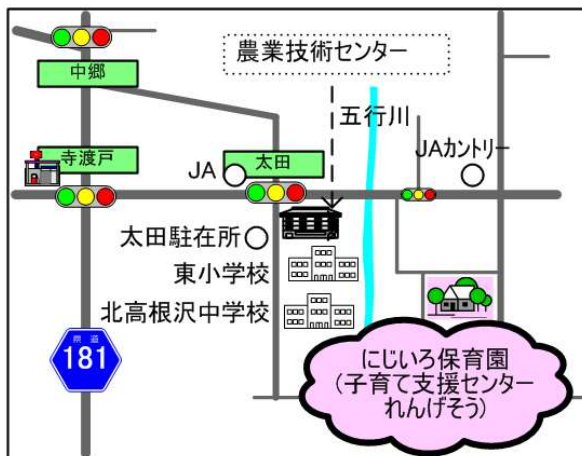 農業技術センター
中郷
五行川
寺渡戸
JA
太田
JAカントリー
太田駐在所
東小学校
北高根沢中学校
県道
181
にじいろ保育園
(子育て支援センター
れんげそう)